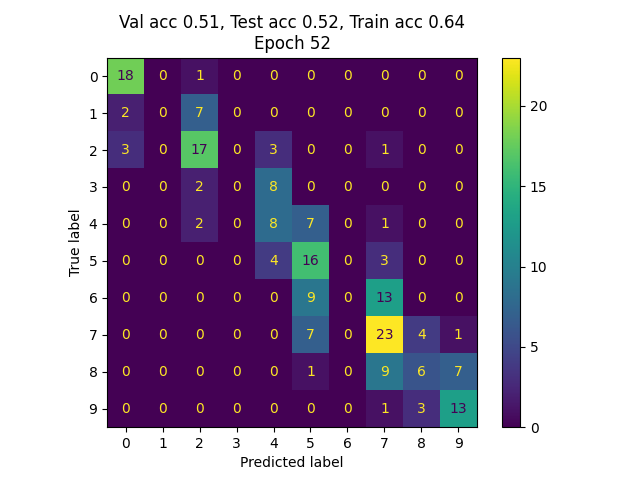 Val acc 0.51, Test acc 0.52, Train acc 0.64
Epoch 52
0 18 0 1 0 0 0 0 0 0 0
1 2 0 7 0 0 0 0 0 0 0
2 3 0 17 0 3 0 0 1 0 0
3 0 0 2 0 8 0 0 0 0 0
4 0 0 2 0 8 7 0 1 0 0
5 0 0 0 0 4 16 0 3 0 0
6 0 0 0 0 0 9 0 13 0 0
7 0 0 0 0 0 7 0 23 4 1
8 0 0 0 0 0 1 0 9 6 7
9 0 0 0 0 0 0 0 1 3 13
0 1 2 3 4 5 6 7 8 9
Predicted label
True label
20
15
10
5
0